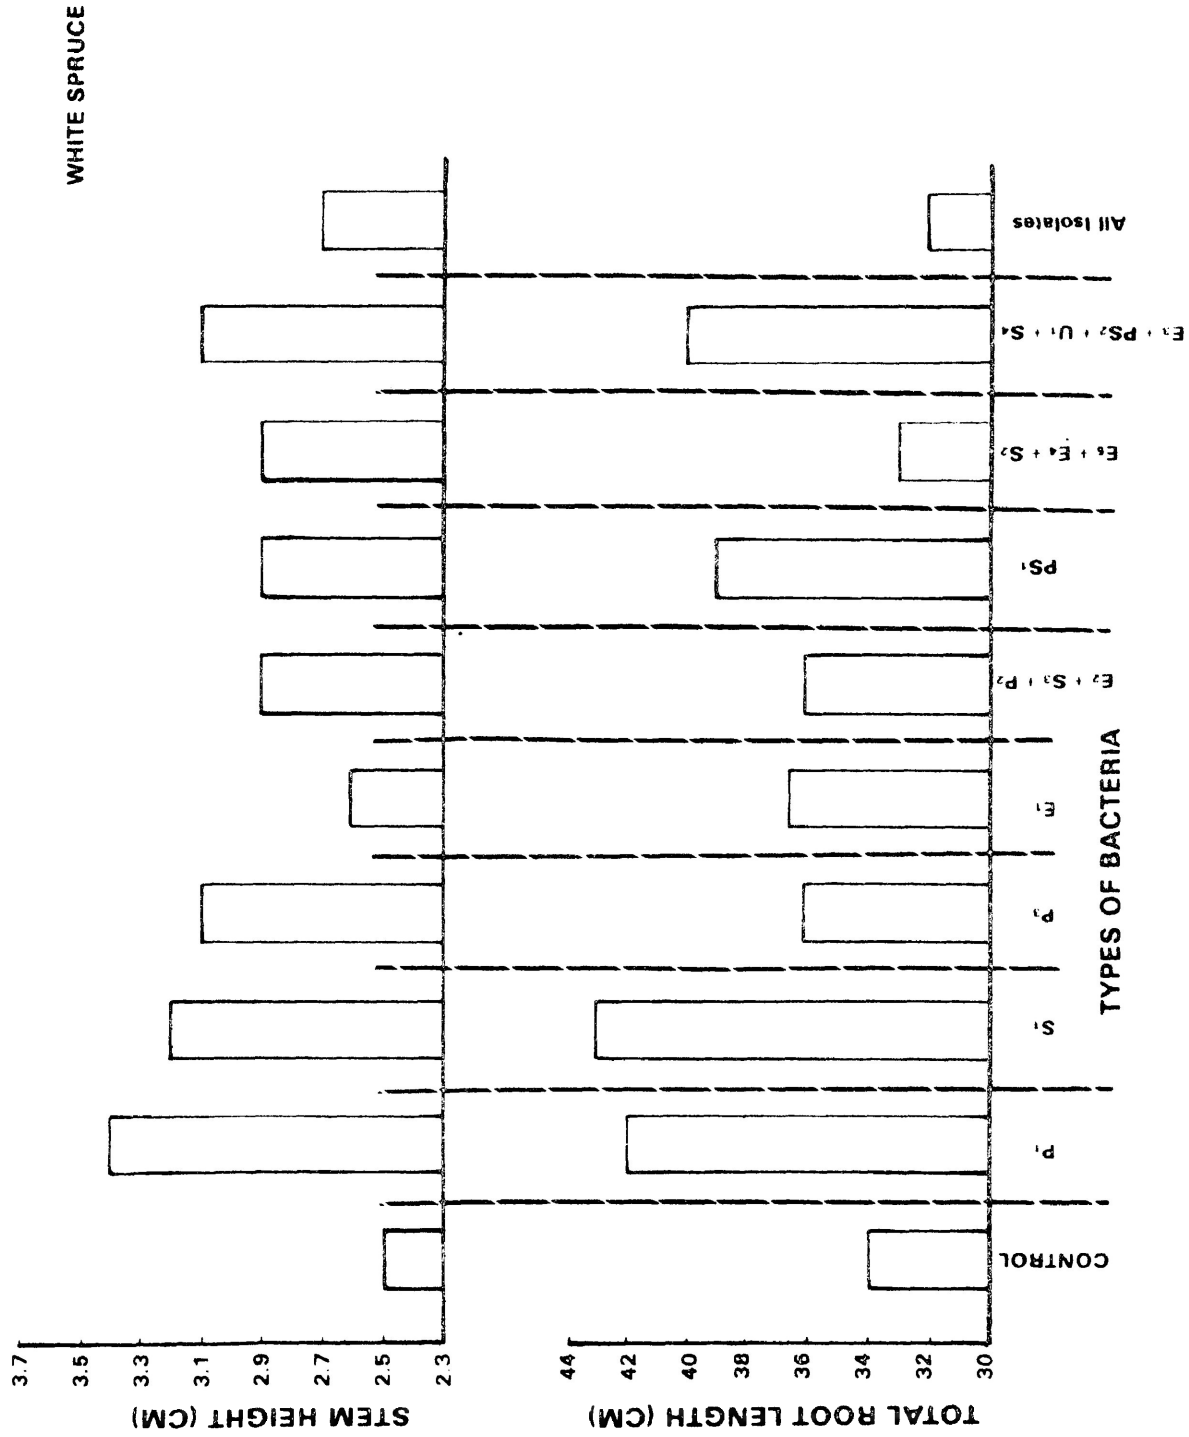 WHITE SPRUCE
STEM HEIGHT (CM)
3.7
3.5
3.3
3.1
2.9
2.7
2.5
2.3
TOTAL ROOT LENGTH (CM)
44
42
40
38
36
34
32
30
CONTROL
P₁
S₁
P₃
E₁
E₂ + S₃ + P₂
PS₁
E₅ + E₄ + S₂
E₃ + PS₂ + U₁ + S₄
All Isolates
TYPES OF BACTERIA